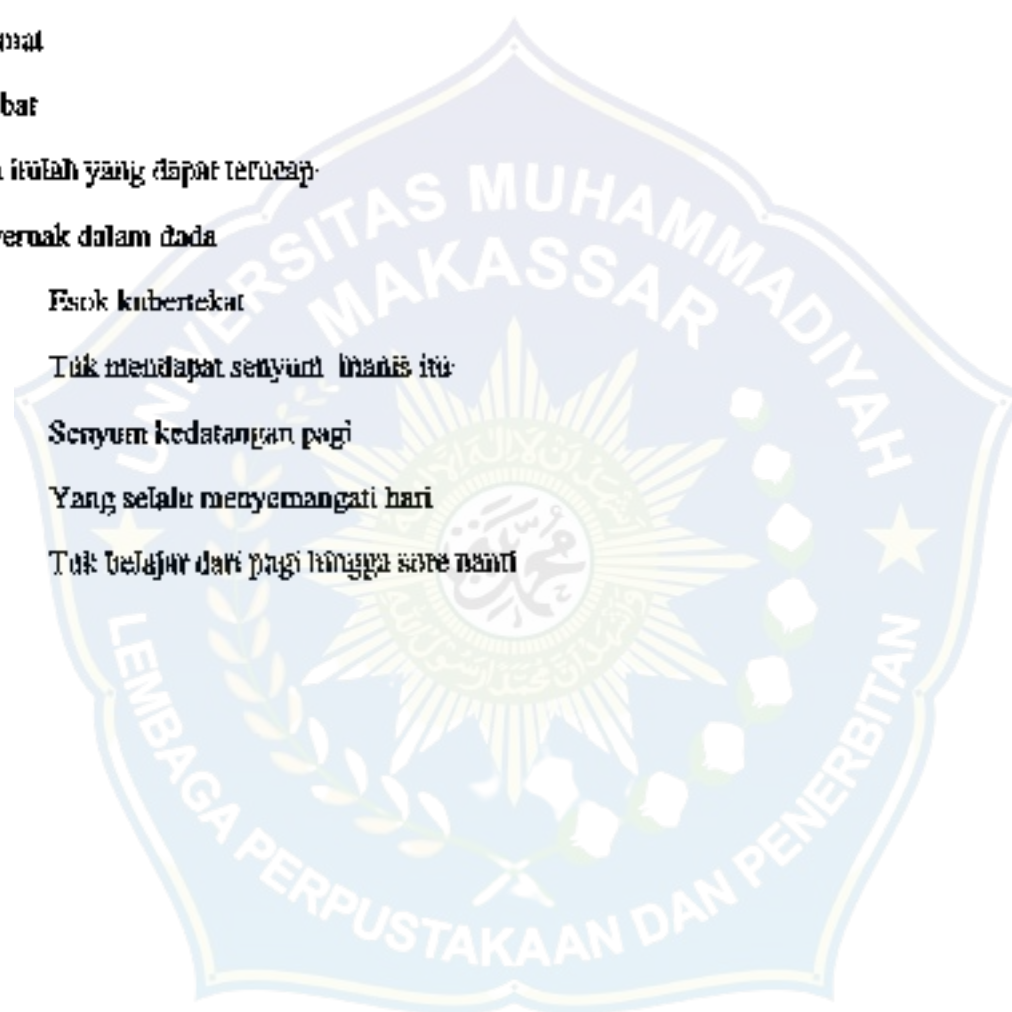 mat
bat
itulah yang dapat terucap
dalam dada
Esok kubertekat
Tuk mendapat senyum manis itu
Senyum kedatangan pagi
Yang selalu menyemangati hari
Tuk belajar dari pagi hingga sore nanti
UNIVERSITAS MUHAMMADIYAH
MAKASSAR
LEMBAGA PERPUSTAKAAN DAN PENERBITAN